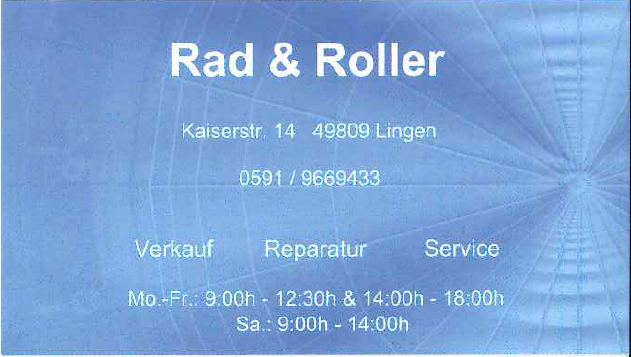 Rad & Roller
Kaiserstr. 14 49809 Lingen
0591 / 9669433
Verkauf Reparatur Service
Mo.-Fr.: 9:00h - 12:30h & 14:00h - 18:00h
Sa.: 9:00h - 14:00h